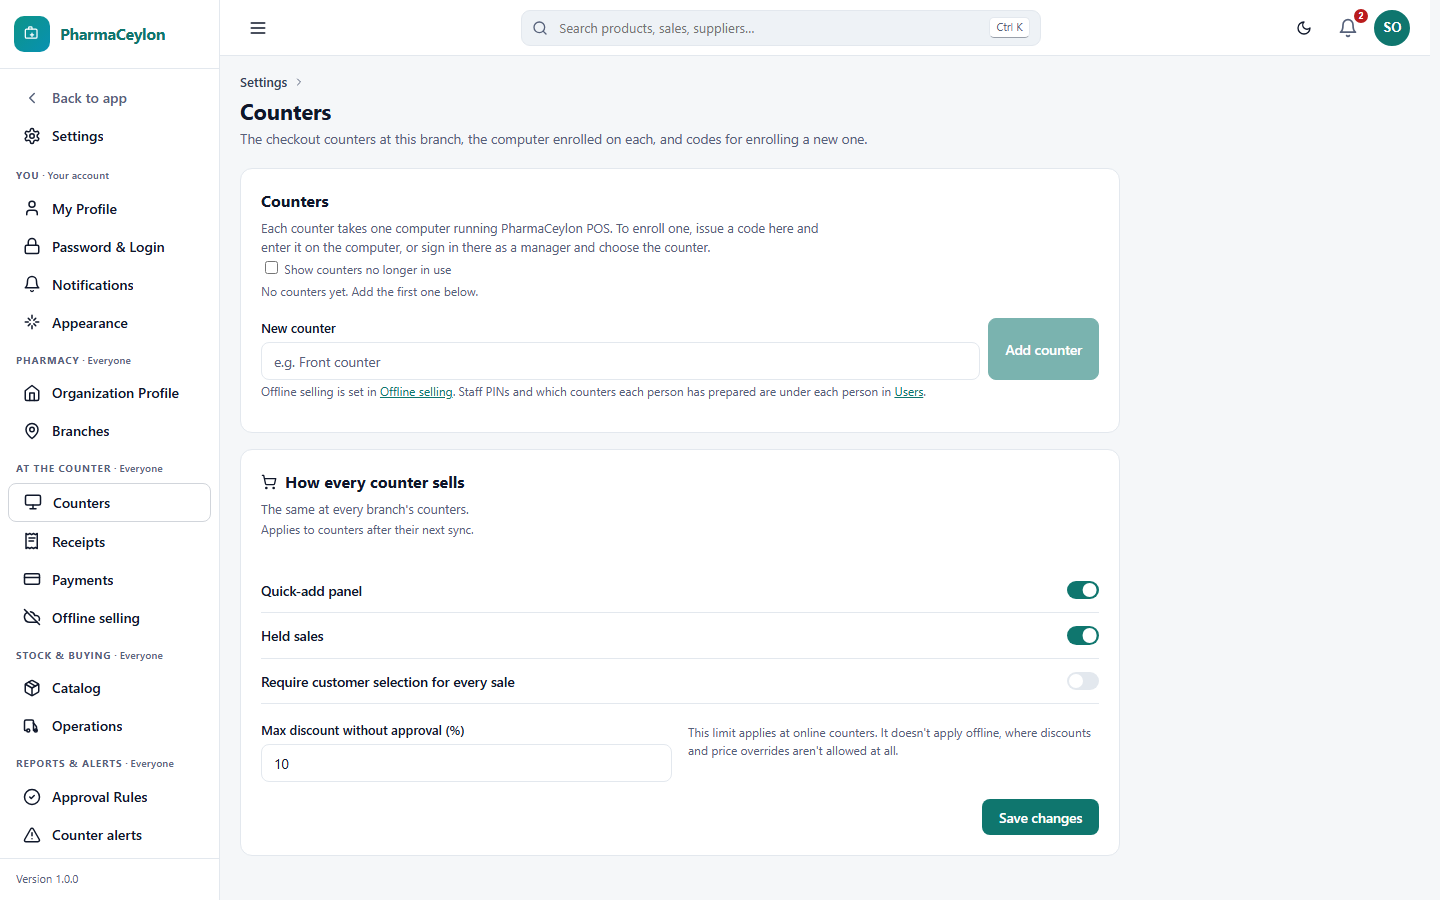 PharmaCeylon
Search products, sales, suppliers...
Ctrl K
2
SO
Back to app
Settings
YOU · Your account
My Profile
Password & Login
Notifications
Appearance
PHARMACY · Everyone
Organization Profile
Branches
AT THE COUNTER · Everyone
Counters
Receipts
Payments
Offline selling
STOCK & BUYING · Everyone
Catalog
Operations
REPORTS & ALERTS · Everyone
Approval Rules
Counter alerts
Version 1.0.0
Settings
Counters
The checkout counters at this branch, the computer enrolled on each, and codes for enrolling a new one.
Counters
Each counter takes one computer running PharmaCeylon POS. To enroll one, issue a code here and
enter it on the computer, or sign in there as a manager and choose the counter.
Show counters no longer in use
No counters yet. Add the first one below.
New counter
e.g. Front counter
Add counter
Offline selling is set in Offline selling. Staff PINs and which counters each person has prepared are under each person in Users.
How every counter sells
The same at every branch's counters.
Applies to counters after their next sync.
Quick-add panel
Held sales
Require customer selection for every sale
Max discount without approval (%)
10
This limit applies at online counters. It doesn't apply offline, where discounts
and price overrides aren't allowed at all.
Save changes